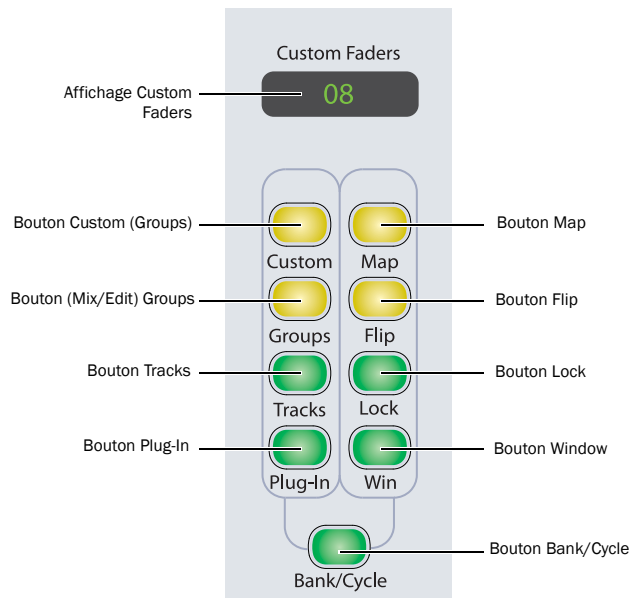 Custom Faders
08
Affichage Custom
Faders
Bouton Custom (Groups)
Bouton Map
Custom
Map
Bouton (Mix/Edit) Groups
Bouton Flip
Groups
Flip
Bouton Tracks
Bouton Lock
Tracks
Lock
Bouton Plug-In
Bouton Window
Plug-In
Win
Bouton Bank/Cycle
Bank/Cycle